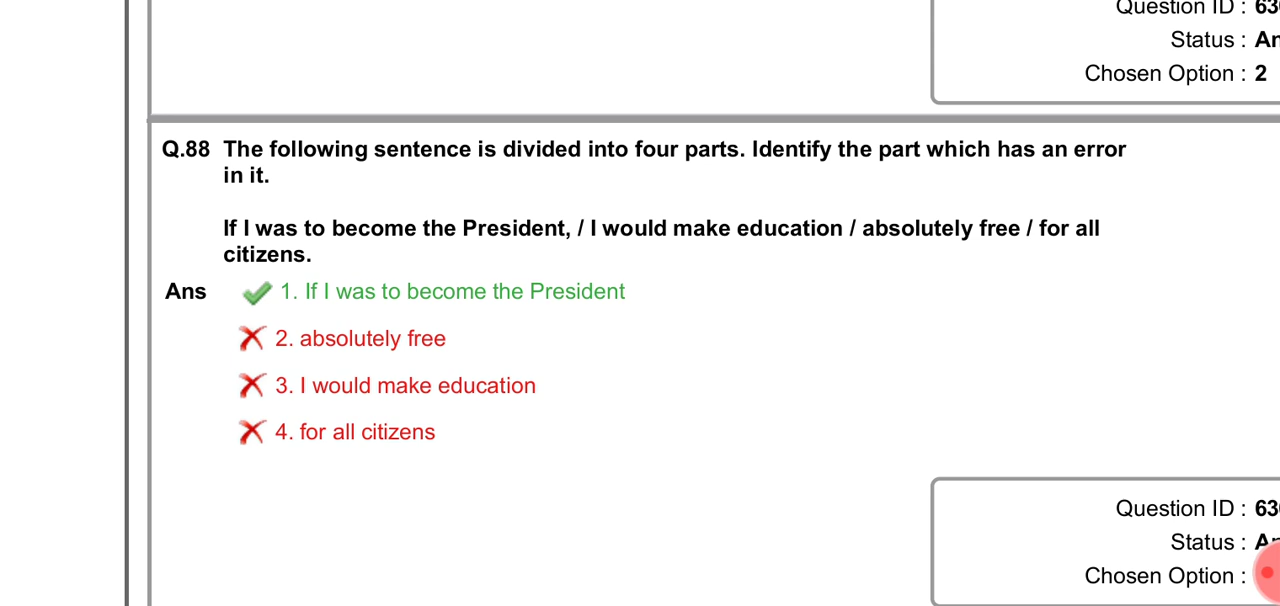 Question ID : 63
Status : An
Chosen Option : 2
Q.88 The following sentence is divided into four parts. Identify the part which has an error
in it.
If I was to become the President, / I would make education / absolutely free / for all
citizens.
Ans 1. If I was to become the President
2. absolutely free
3. I would make education
4. for all citizens
Question ID : 63
Status :
Chosen Option :